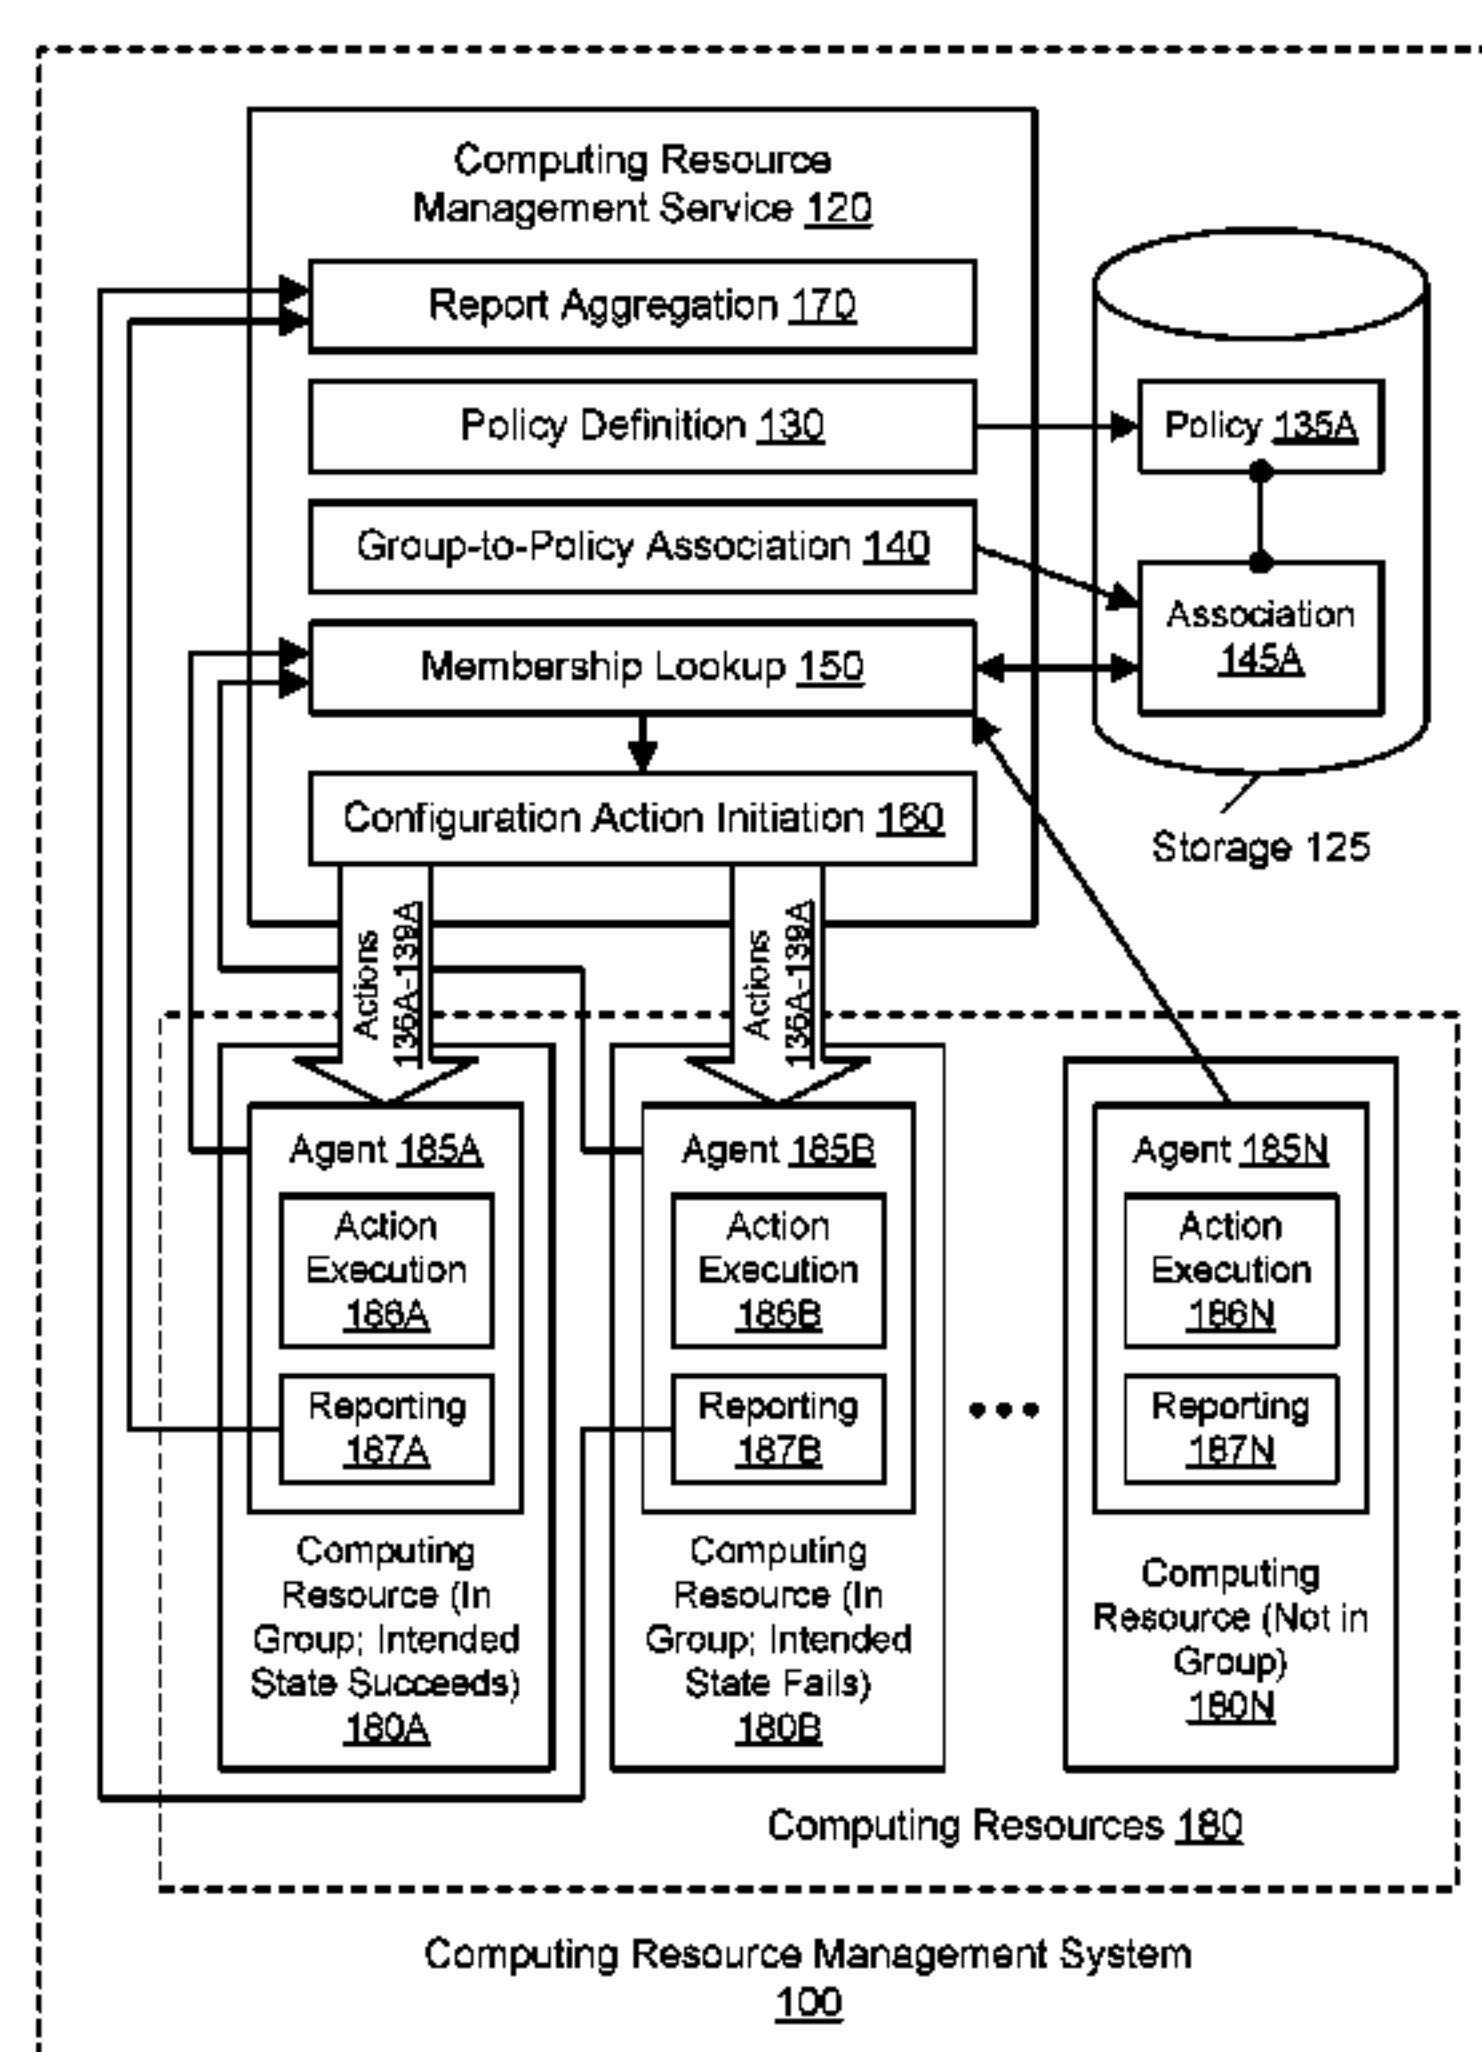 Computing Resource
Management Service 120
Report Aggregation 170
Policy Definition 130
Group-to-Policy Association 140
Membership Lookup 150
Configuration Action Initiation 160
Policy 135A
Association
145A
Storage 125
Actions
136A-139A
Actions
136A-139A
Agent 185A
Action
Execution
186A
Reporting
187A
Computing
Resource (In
Group; Intended
State Succeeds)
180A
Agent 185B
Action
Execution
186B
Reporting
187B
Computing
Resource (In
Group; Intended
State Fails)
180B
Agent 185N
Action
Execution
186N
Reporting
187N
Computing
Resource (Not in
Group)
180N
Computing Resources 180
Computing Resource Management System
100